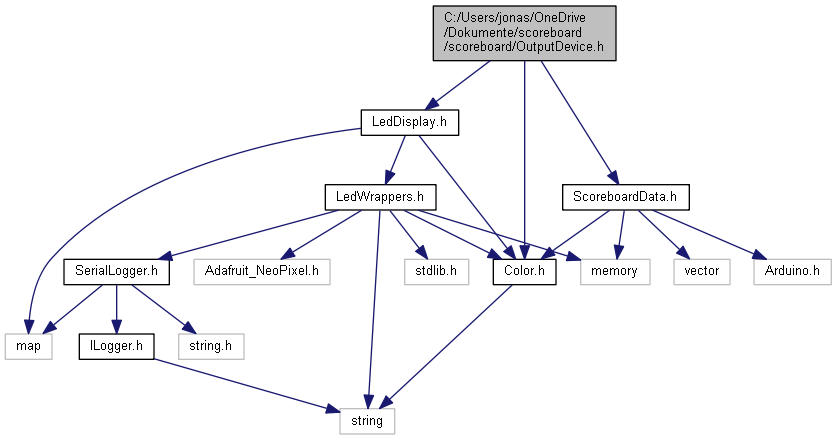 C:/Users/jonas/OneDrive
/Dokumente/scoreboard
/scoreboard/OutputDevice.h
LedDisplay.h
LedWrappers.h
ScoreboardData.h
SerialLogger.h
Adafruit_NeoPixel.h
stdlib.h
Color.h
memory
vector
Arduino.h
map
ILogger.h
string.h
string